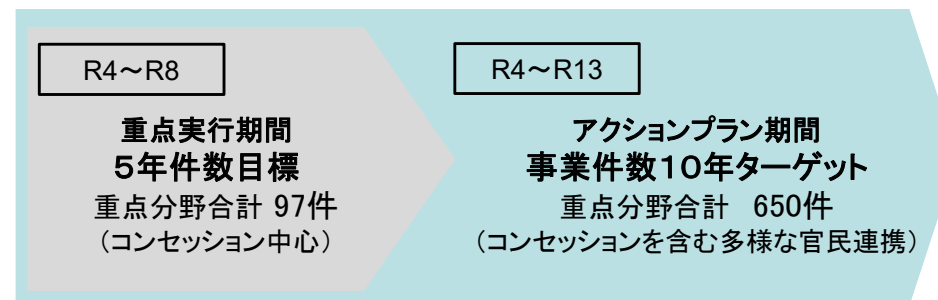 R4～R8
重点実行期間
５年件数目標
重点分野合計 97件
（コンセッション中心）
R4～R13
アクションプラン期間
事業件数１０年ターゲット
重点分野合計　650件
（コンセッションを含む多様な官民連携）